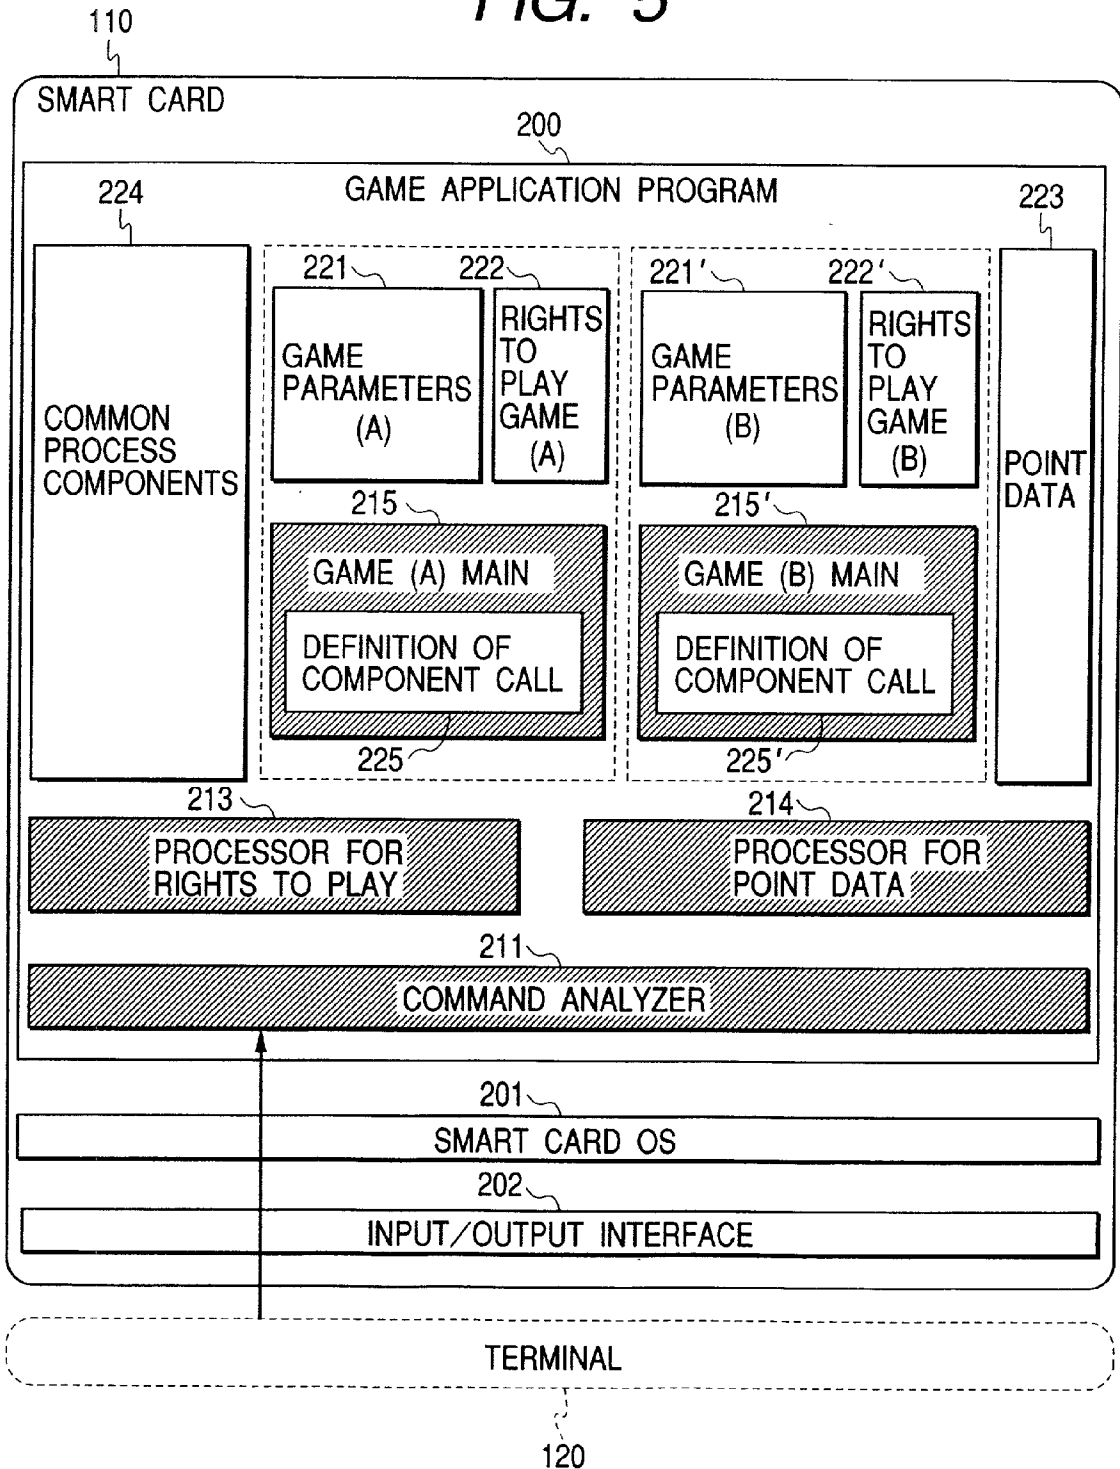 FIG. 5
110
SMART CARD
200
GAME APPLICATION PROGRAM
224
223
COMMON
PROCESS
COMPONENTS
221
222
GAME
PARAMETERS
(A)
RIGHTS
TO
PLAY
GAME
(A)
215
GAME (A) MAIN
DEFINITION OF
COMPONENT CALL
225
221'
222'
GAME
PARAMETERS
(B)
RIGHTS
TO
PLAY
GAME
(B)
215'
GAME (B) MAIN
DEFINITION OF
COMPONENT CALL
225'
POINT
DATA
213
PROCESSOR FOR
RIGHTS TO PLAY
214
PROCESSOR FOR
POINT DATA
211
COMMAND ANALYZER
201
SMART CARD OS
202
INPUT/OUTPUT INTERFACE
TERMINAL
120